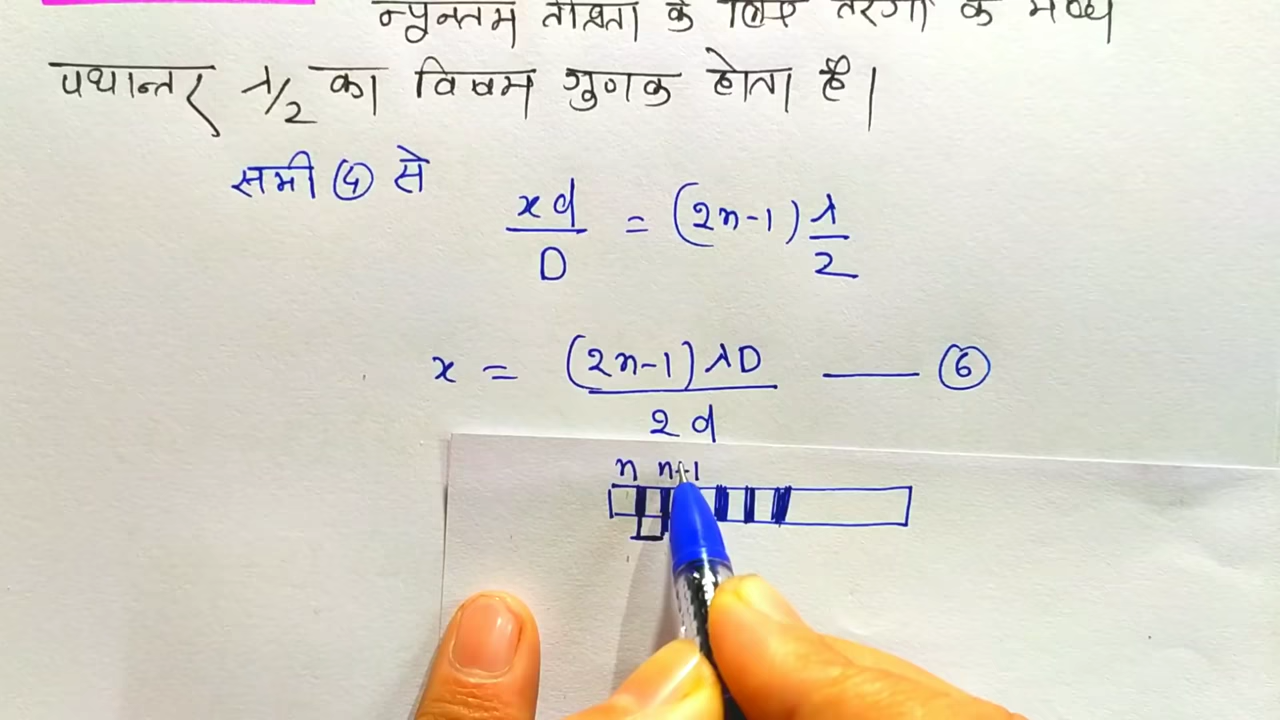 न्यूनतम तीव्रता के लिए तरंगों के मध्य
पथान्तर λ/2 का विषम गुणक होता है।
समी ④ से
xd/D = (2n-1) λ/2
x = (2n-1) λD / 2d —— ⑥
n n+1